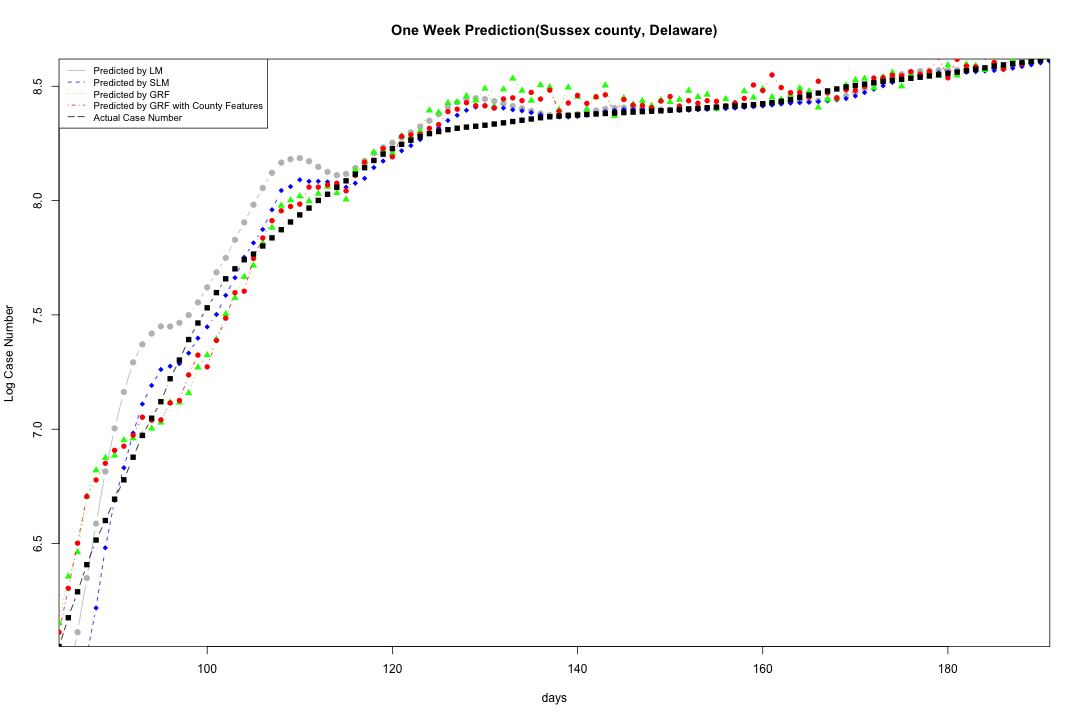 One Week Prediction(Sussex county, Delaware)
Predicted by LM
Predicted by SLM
Predicted by GRF
Predicted by GRF with County Features
Actual Case Number
Log Case Number
8.5
8.0
7.5
7.0
6.5
100 120 140 160 180
days